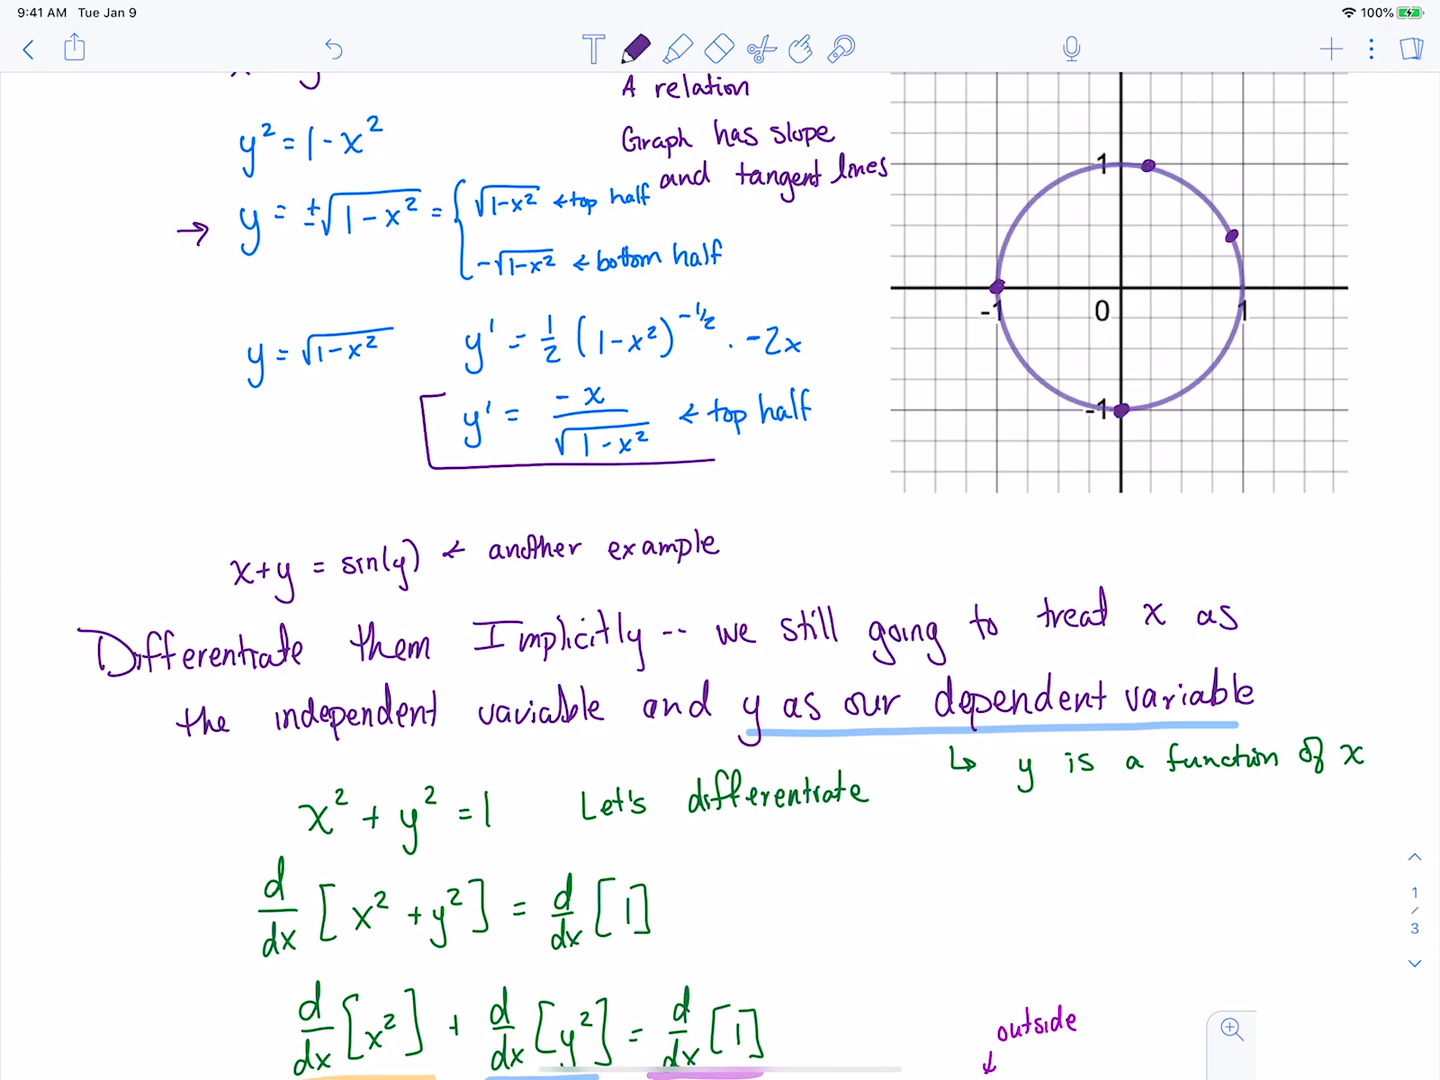 9:41 AM Tue Jan 9
100%
A relation
y² = 1 - x²
Graph has slope
and tangent lines
y = ±√(1 - x²) = { √(1-x²) ← top half
-√(1-x²) ← bottom half
→
y = √(1-x²) y' = 1/2 (1-x²)^(-1/2) · -2x
y' = -x/√(1-x²) ← top half
1
-1
0
1
-1
x+y = sin(y) ← another example
Differentiate them Implicitly -- we still going to treat x as
the independent variable and y as our dependent variable
↳ y is a function of x
x² + y² = 1 Let's differentrate
d/dx [x² + y²] = d/dx [1]
d/dx [x²] + d/dx [y²] = d/dx [1]
outside
↓
1
/
3